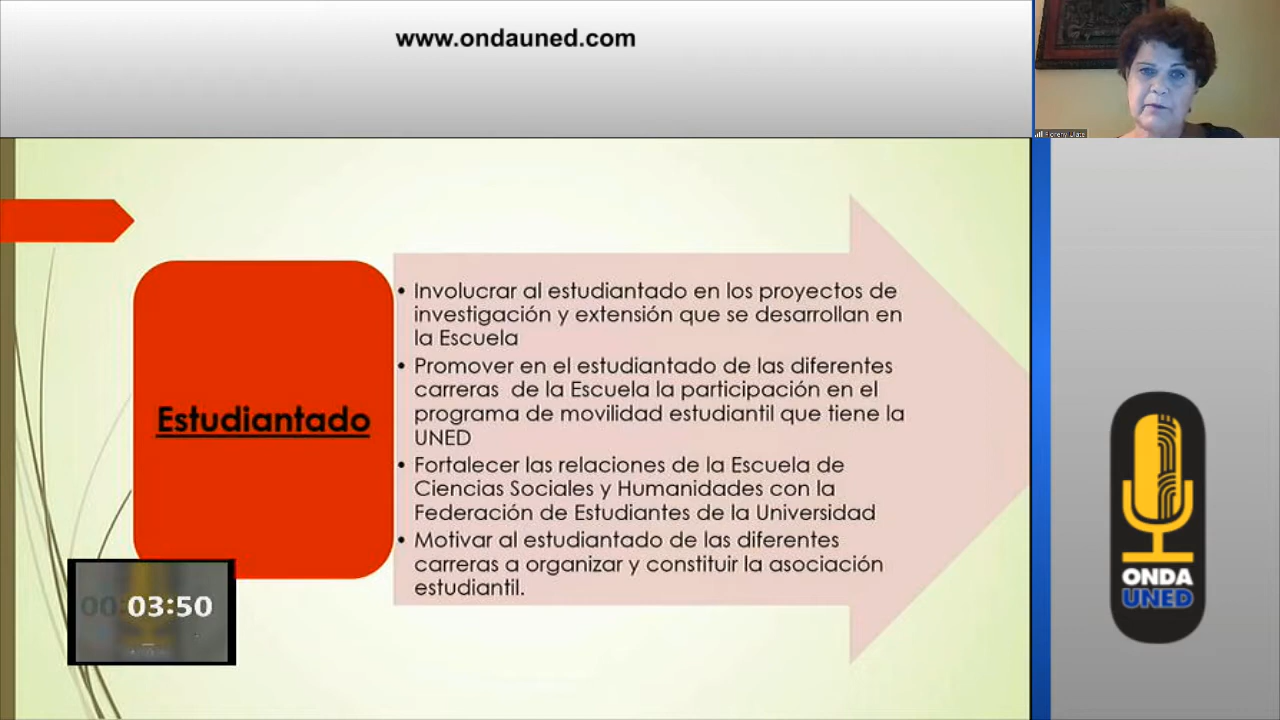 www.ondauned.com
Estudiantado
• Involucrar al estudiantado en los proyectos de
investigación y extensión que se desarrollan en
la Escuela
• Promover en el estudiantado de las diferentes
carreras de la Escuela la participación en el
programa de movilidad estudiantil que tiene la
UNED
• Fortalecer las relaciones de la Escuela de
Ciencias Sociales y Humanidades con la
Federación de Estudiantes de la Universidad
• Motivar al estudiantado de las diferentes
carreras a organizar y constituir la asociación
estudiantil.
00:03:50
ONDA
UNED